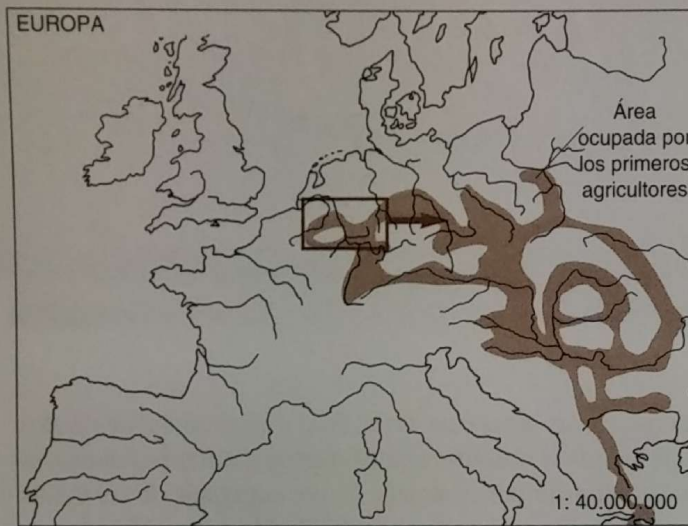 EUROPA
Área
ocupada por
los primeros
agricultores
1: 40.000.000